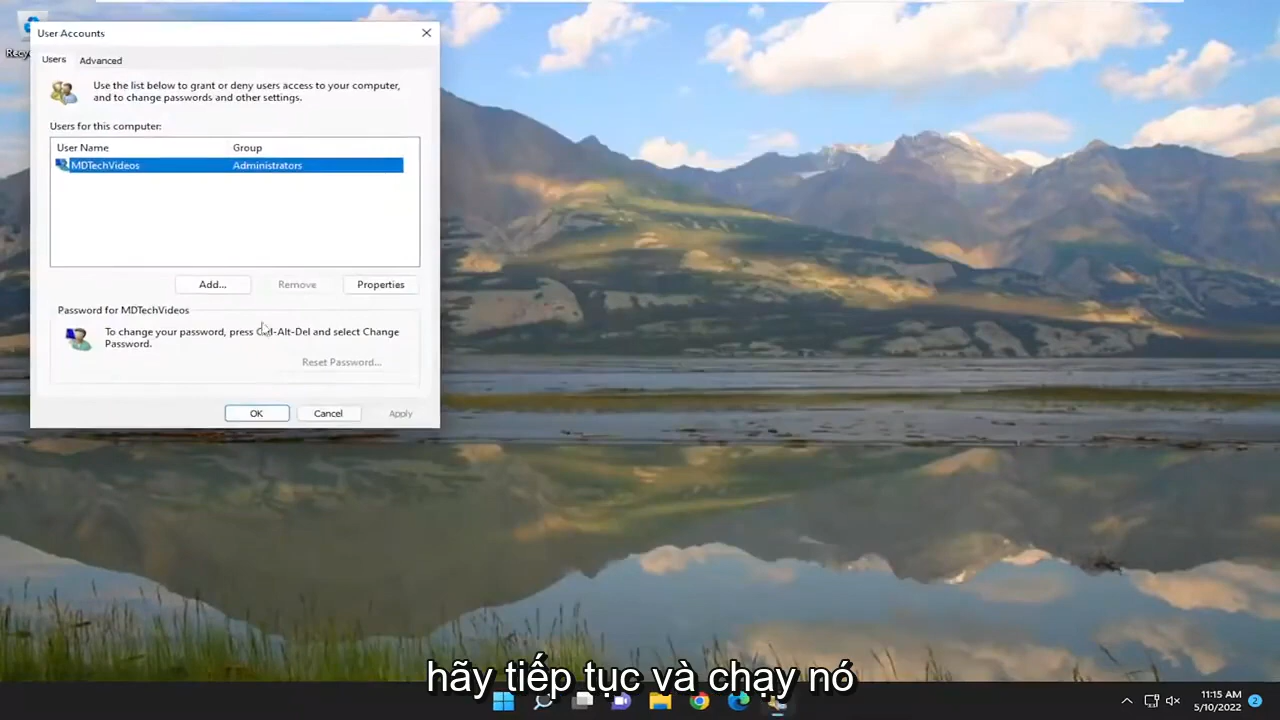 User Accounts
Users
Advanced
Use the list below to grant or deny users access to your computer,
and to change passwords and other settings.
Users for this computer:
User Name
Group
MDTechVideos
Administrators
Add...
Remove
Properties
Password for MDTechVideos
To change your password, press Ctrl-Alt-Del and select Change
Password.
Reset Password...
OK
Cancel
Apply
hãy tiếp tục và chạy nó
11:15 AM
5/10/2022
2